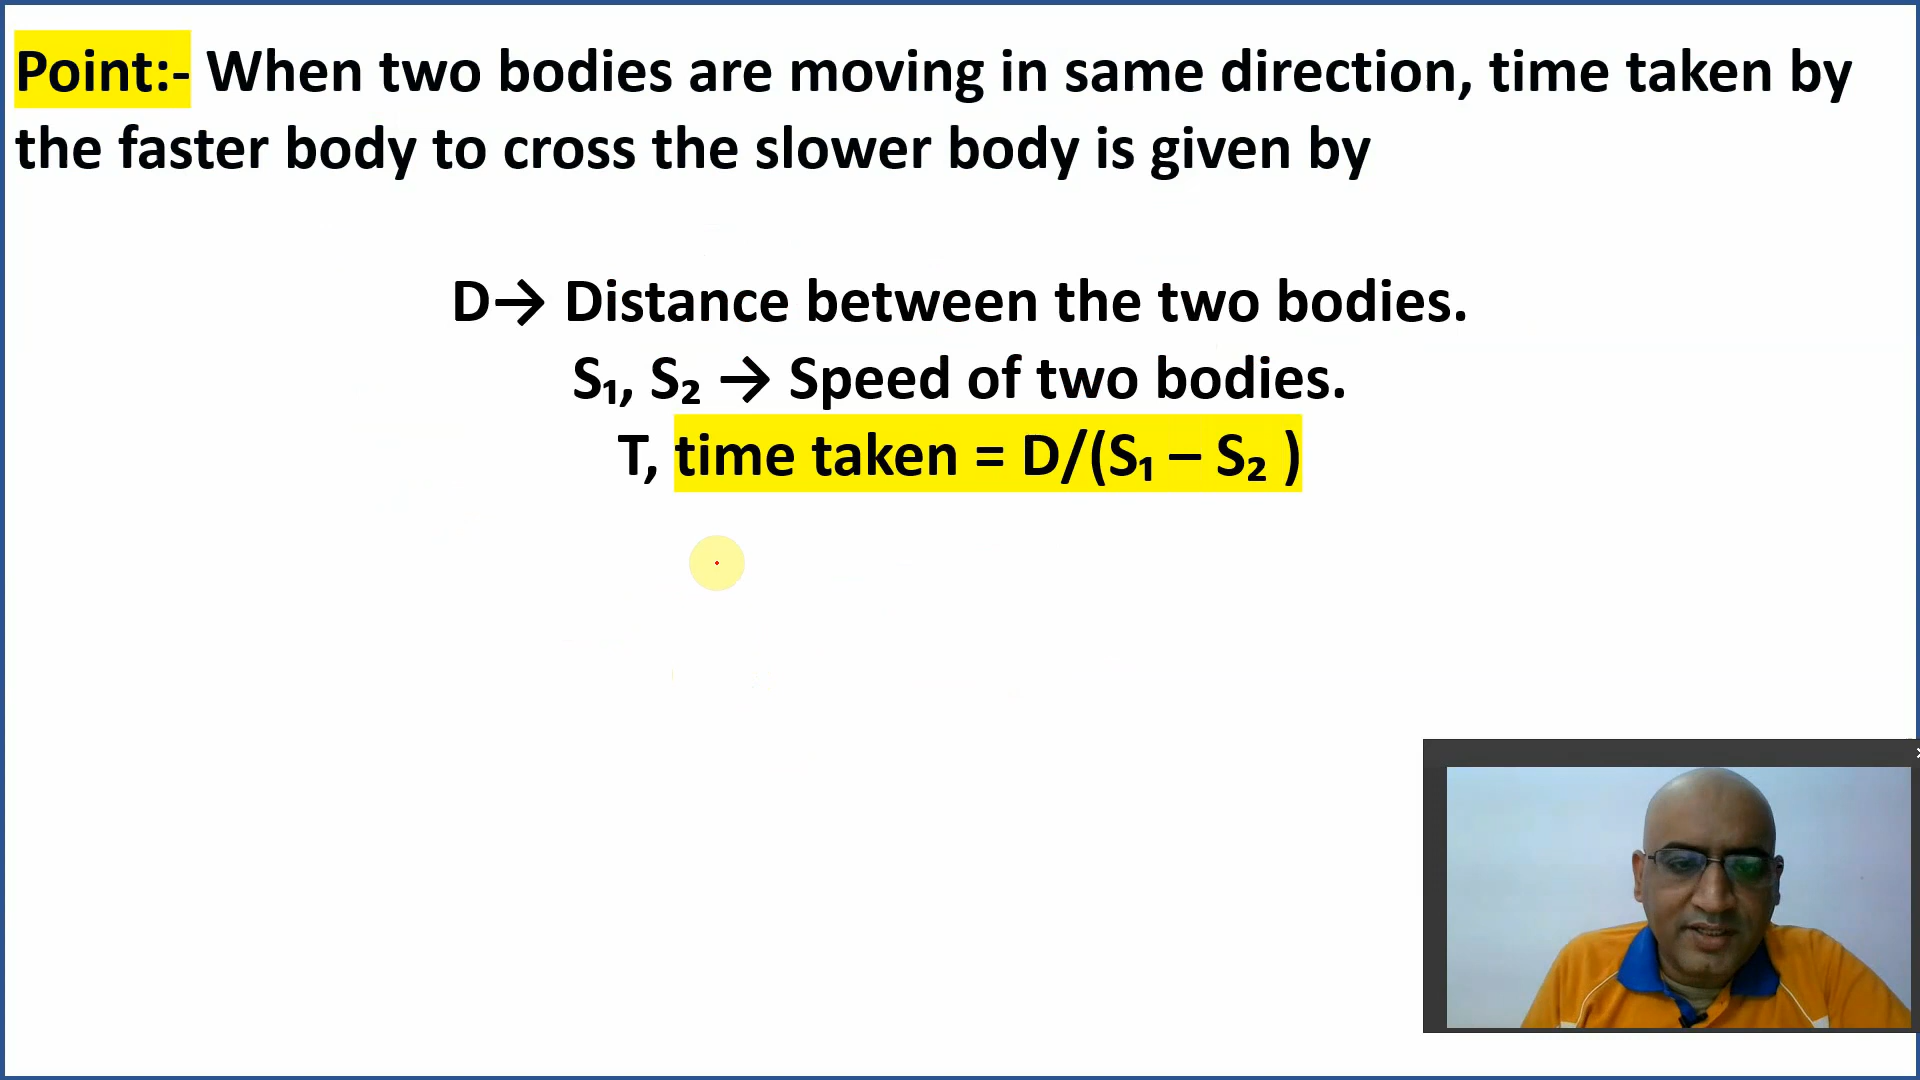 Point:- When two bodies are moving in same direction, time taken by
the faster body to cross the slower body is given by
D→ Distance between the two bodies.
S₁, S₂ → Speed of two bodies.
T, time taken = D/(S₁ – S₂ )